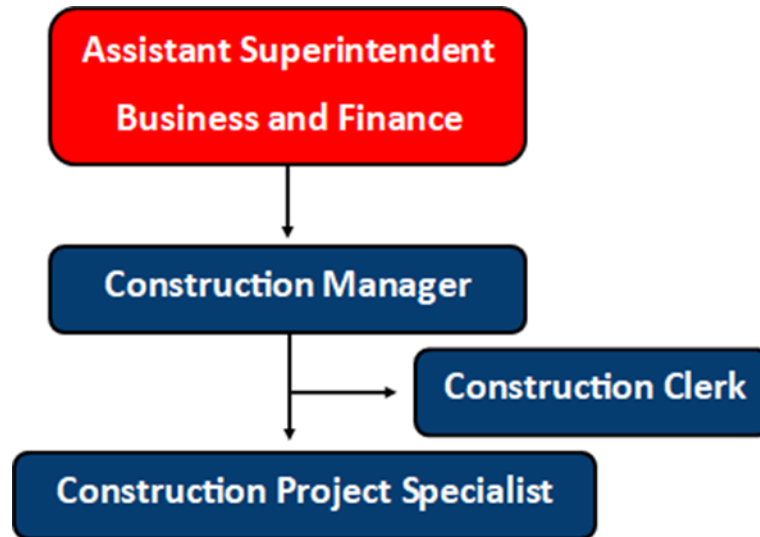 Assistant Superintendent
Business and Finance
Construction Manager
Construction Clerk
Construction Project Specialist